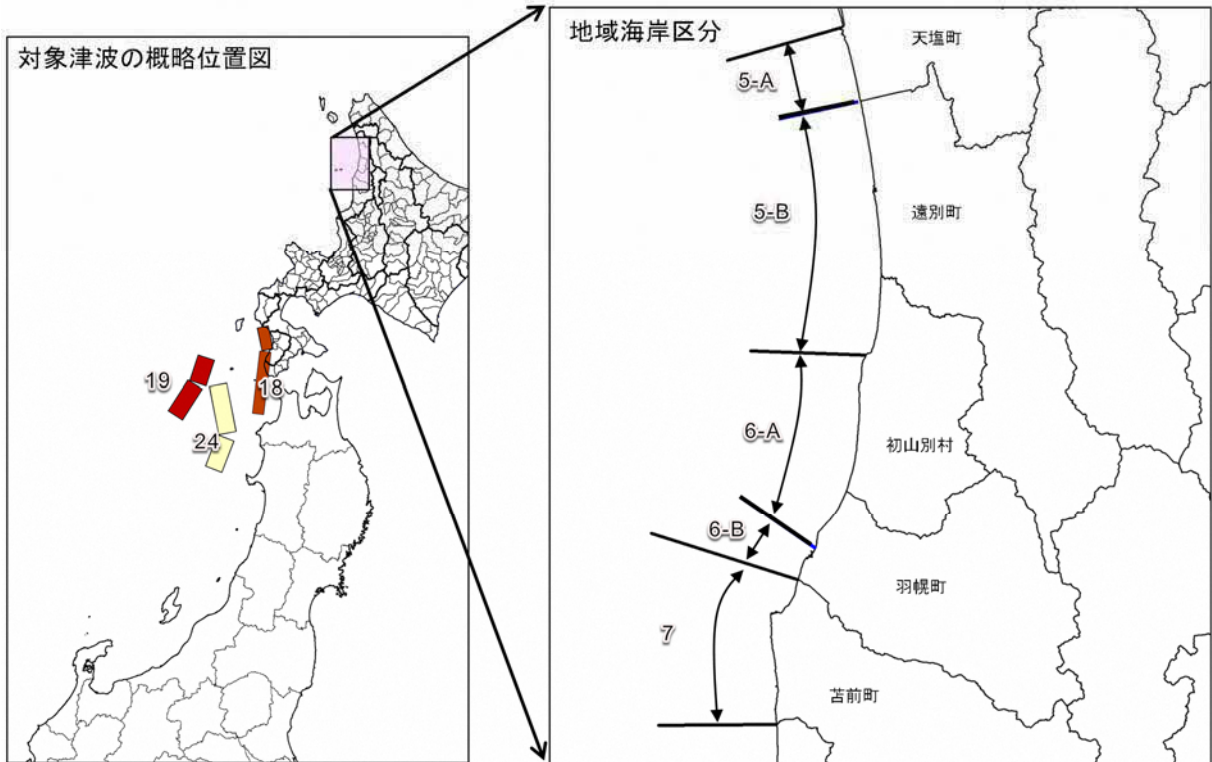 対象津波の概略位置図
19
18
24
地域海岸区分
天塩町
5-A
5-B
遠別町
6-A
初山別村
6-B
羽幌町
7
苫前町